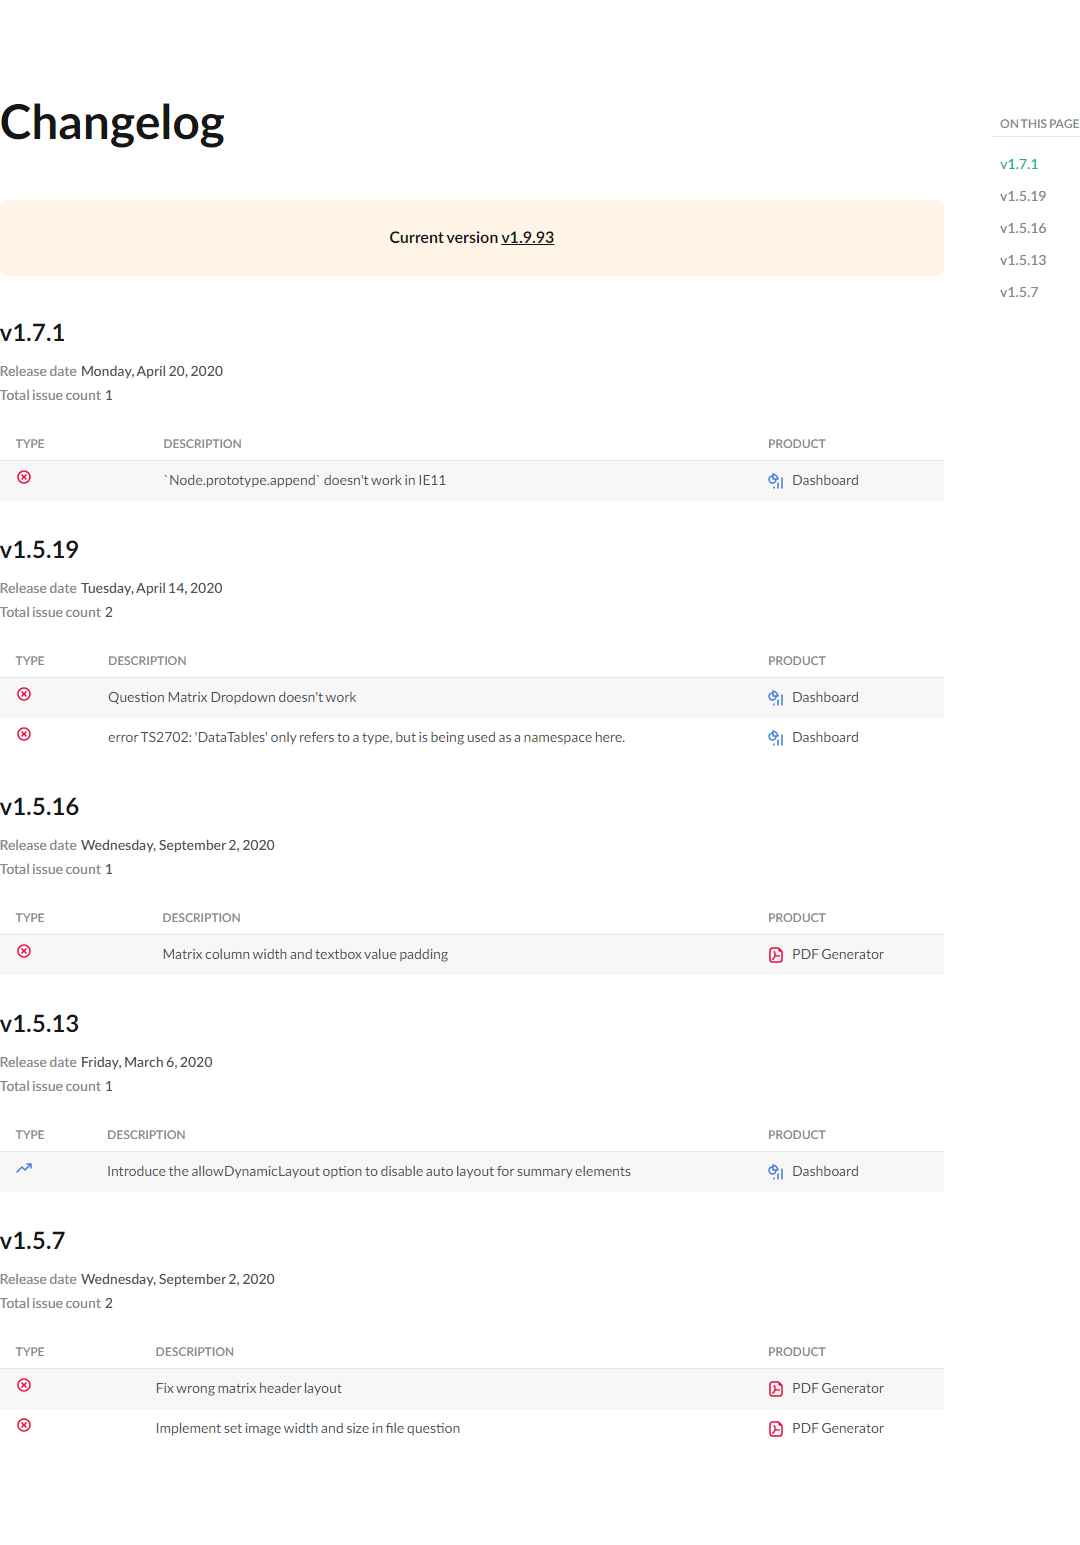 Changelog
ON THIS PAGE
v1.7.1
v1.5.19
v1.5.16
v1.5.13
v1.5.7
Current version v1.9.93
v1.7.1
Release date Monday, April 20, 2020
Total issue count 1
TYPE DESCRIPTION PRODUCT
`Node.prototype.append` doesn't work in IE11 Dashboard
v1.5.19
Release date Tuesday, April 14, 2020
Total issue count 2
TYPE DESCRIPTION PRODUCT
Question Matrix Dropdown doesn't work Dashboard
error TS2702: 'DataTables' only refers to a type, but is being used as a namespace here. Dashboard
v1.5.16
Release date Wednesday, September 2, 2020
Total issue count 1
TYPE DESCRIPTION PRODUCT
Matrix column width and textbox value padding PDF Generator
v1.5.13
Release date Friday, March 6, 2020
Total issue count 1
TYPE DESCRIPTION PRODUCT
Introduce the allowDynamicLayout option to disable auto layout for summary elements Dashboard
v1.5.7
Release date Wednesday, September 2, 2020
Total issue count 2
TYPE DESCRIPTION PRODUCT
Fix wrong matrix header layout PDF Generator
Implement set image width and size in file question PDF Generator